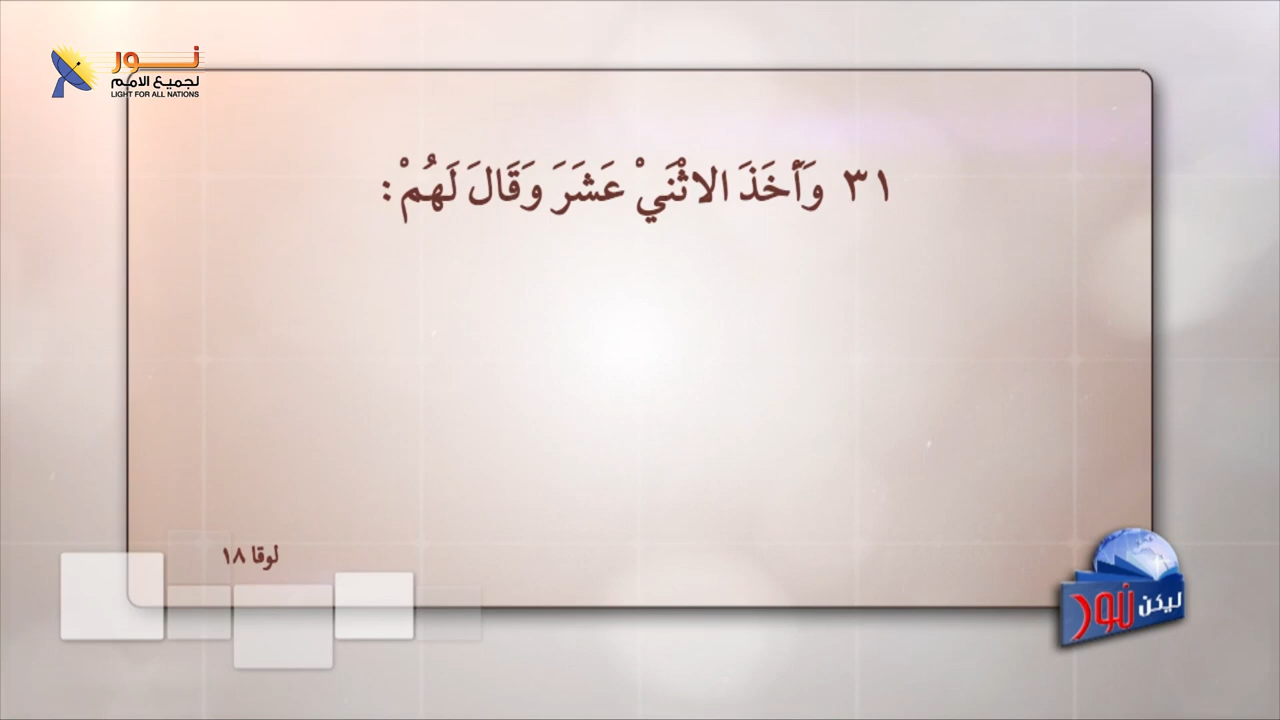 نور
لجميع الامم
LIGHT FOR ALL NATIONS
٣١ وَأَخَذَ الاثْنَيْ عَشَرَ وَقَالَ لَهُمْ:
لوقا ١٨
ليكن نور